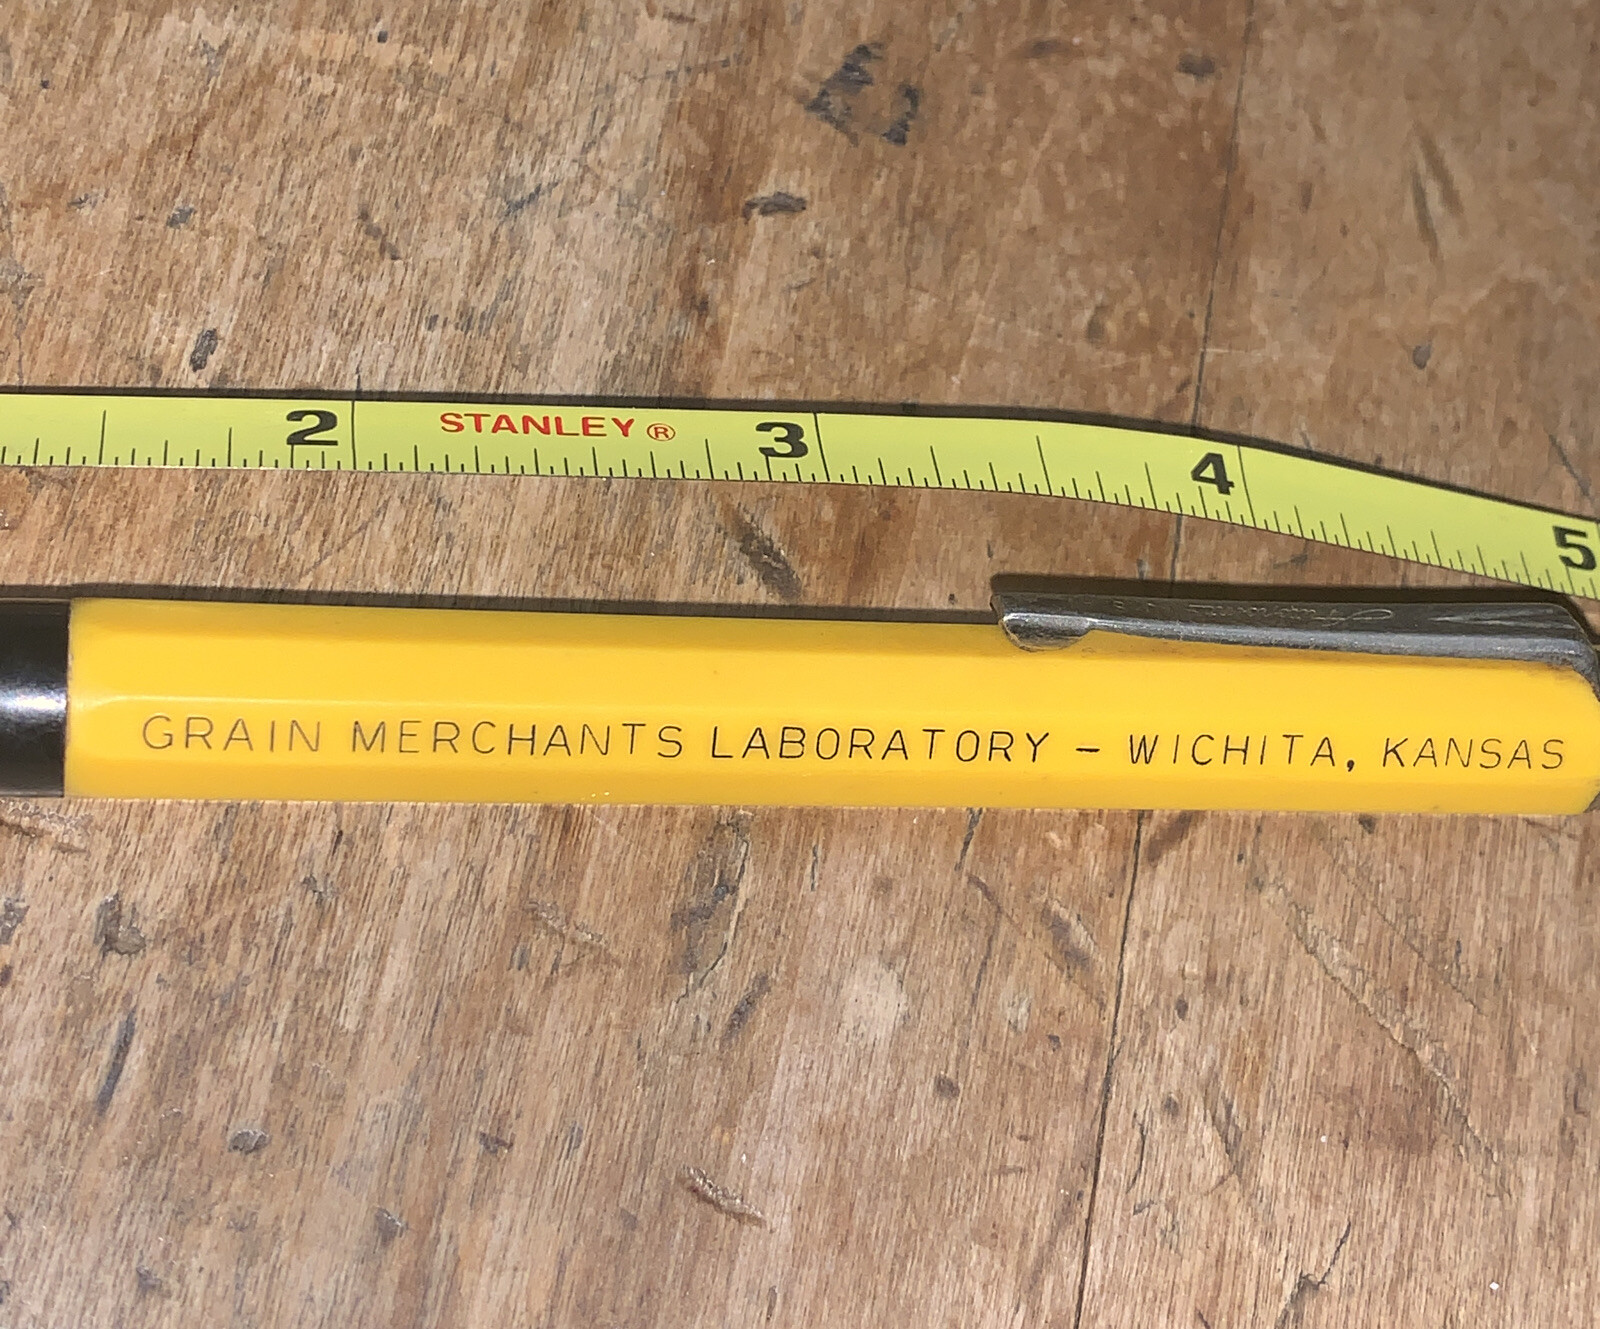 2 STANLEY® 3 4 5
GRAIN MERCHANTS LABORATORY – WICHITA, KANSAS